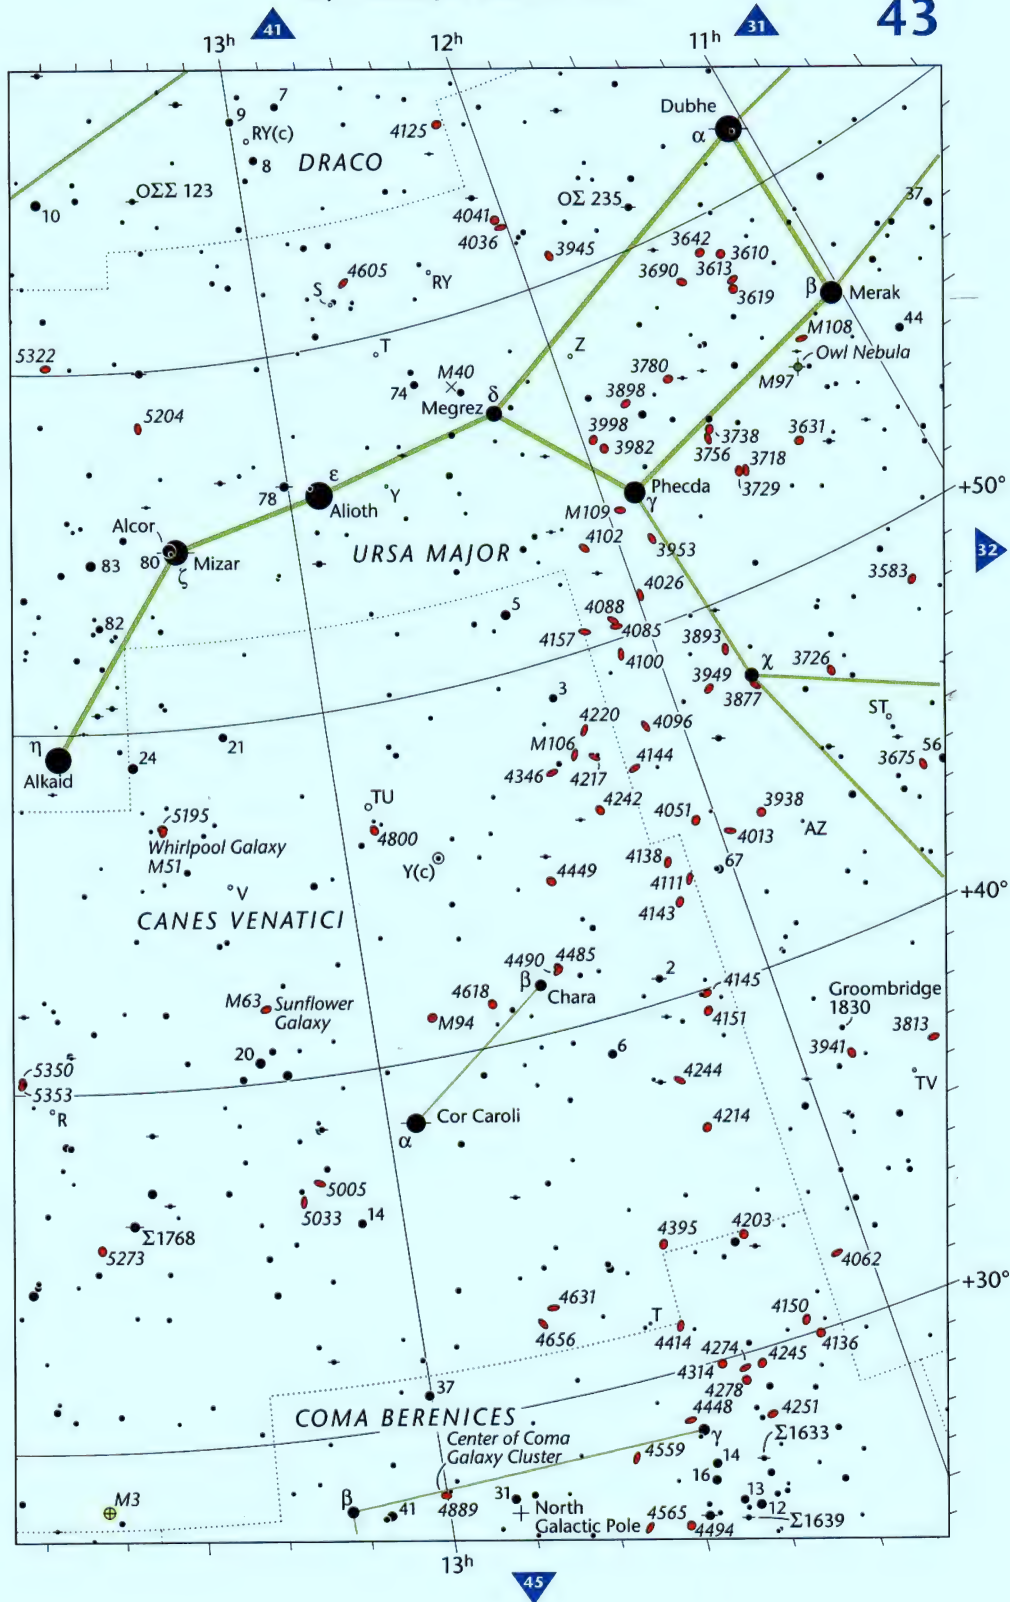 43
41
31
13h
12h
11h
7
9
RY(c)
8
4125
DRACO
Dubhe
α
10
OΣΣ 123
OΣ 235
37
4041
4036
3945
3642
3610
3613
3690
3619
4605
S
RY
β
Merak
M108
44
Owl Nebula
M97
5322
T
Z
M40
74
Megrez
δ
3780
3898
5204
3998
3982
3738
3756
3631
3718
3729
78
ε
Alioth
Y
Phecda
γ
+50°
M109
Alcor
80
Mizar
ζ
83
URSA MAJOR
4102
3953
32
3583
4026
82
5
4088
4085
4157
4100
3893
χ
3726
3949
3877
3
ST
η
Alkaid
24
21
4220
4096
M106
4144
4346
4217
3675
56
TU
4242
4051
3938
AZ
4013
5195
Whirlpool Galaxy
M51
4800
Y(c)
4138
67
4449
4111
4143
V
+40°
CANES VENATICI
4490
4485
β
Chara
2
4145
4151
Groombridge
1830
3813
3941
M63
Sunflower
Galaxy
4618
M94
20
6
5350
5353
4244
TV
R
Cor Caroli
α
4214
5005
5033
14
Σ1768
5273
4395
4203
4062
+30°
4631
4656
T
4414
4150
4136
4274
4245
4314
4278
37
4448
4251
COMA BERENICES
Center of Coma
Galaxy Cluster
γ
Σ1633
4559
14
16
M3
β
41
4889
31
North
Galactic Pole
13
12
Σ1639
4565
4494
13h
45